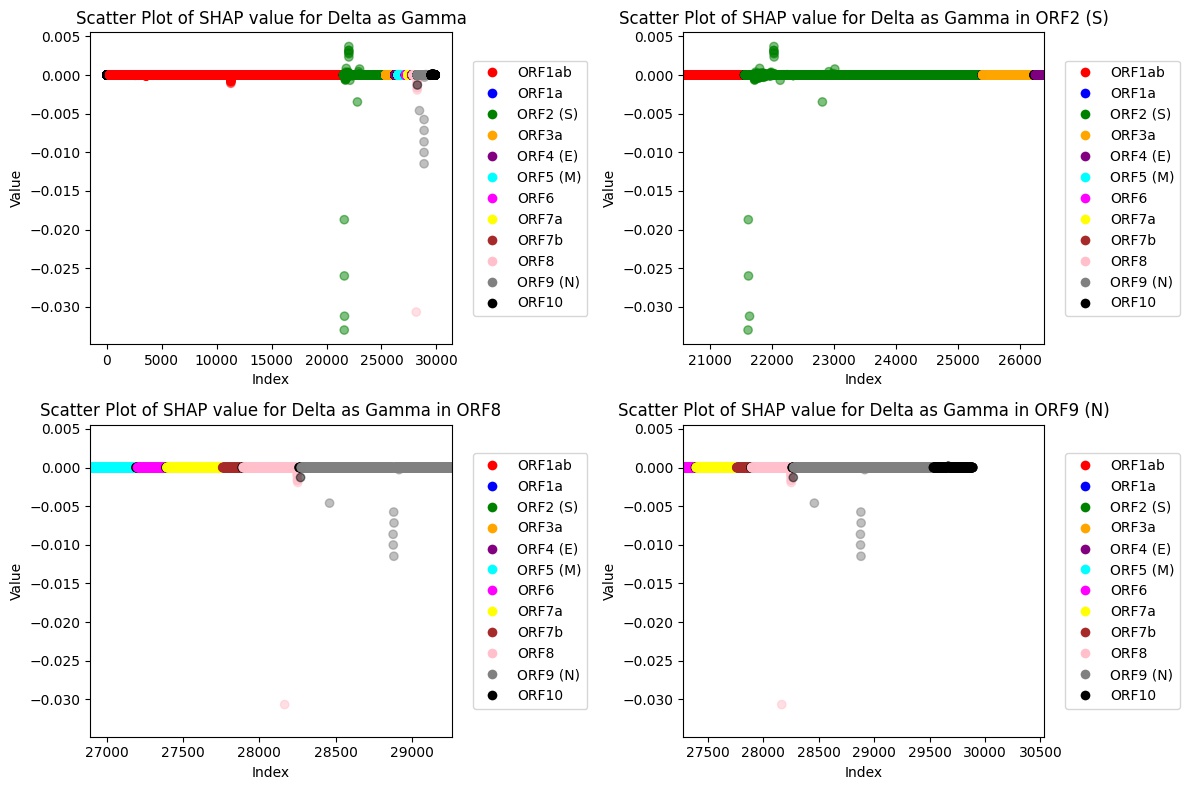 Scatter Plot of SHAP value for Delta as Gamma
0.005
0.000
−0.005
−0.010
−0.015
−0.020
−0.025
−0.030
Value
0
5000
10000
15000
20000
25000
30000
Index
ORF1ab
ORF1a
ORF2 (S)
ORF3a
ORF4 (E)
ORF5 (M)
ORF6
ORF7a
ORF7b
ORF8
ORF9 (N)
ORF10
Scatter Plot of SHAP value for Delta as Gamma in ORF2 (S)
0.005
0.000
−0.005
−0.010
−0.015
−0.020
−0.025
−0.030
Value
21000
22000
23000
24000
25000
26000
Index
ORF1ab
ORF1a
ORF2 (S)
ORF3a
ORF4 (E)
ORF5 (M)
ORF6
ORF7a
ORF7b
ORF8
ORF9 (N)
ORF10
Scatter Plot of SHAP value for Delta as Gamma in ORF8
0.005
0.000
−0.005
−0.010
−0.015
−0.020
−0.025
−0.030
Value
27000
27500
28000
28500
29000
Index
ORF1ab
ORF1a
ORF2 (S)
ORF3a
ORF4 (E)
ORF5 (M)
ORF6
ORF7a
ORF7b
ORF8
ORF9 (N)
ORF10
Scatter Plot of SHAP value for Delta as Gamma in ORF9 (N)
0.005
0.000
−0.005
−0.010
−0.015
−0.020
−0.025
−0.030
Value
27500
28000
28500
29000
29500
30000
30500
Index
ORF1ab
ORF1a
ORF2 (S)
ORF3a
ORF4 (E)
ORF5 (M)
ORF6
ORF7a
ORF7b
ORF8
ORF9 (N)
ORF10